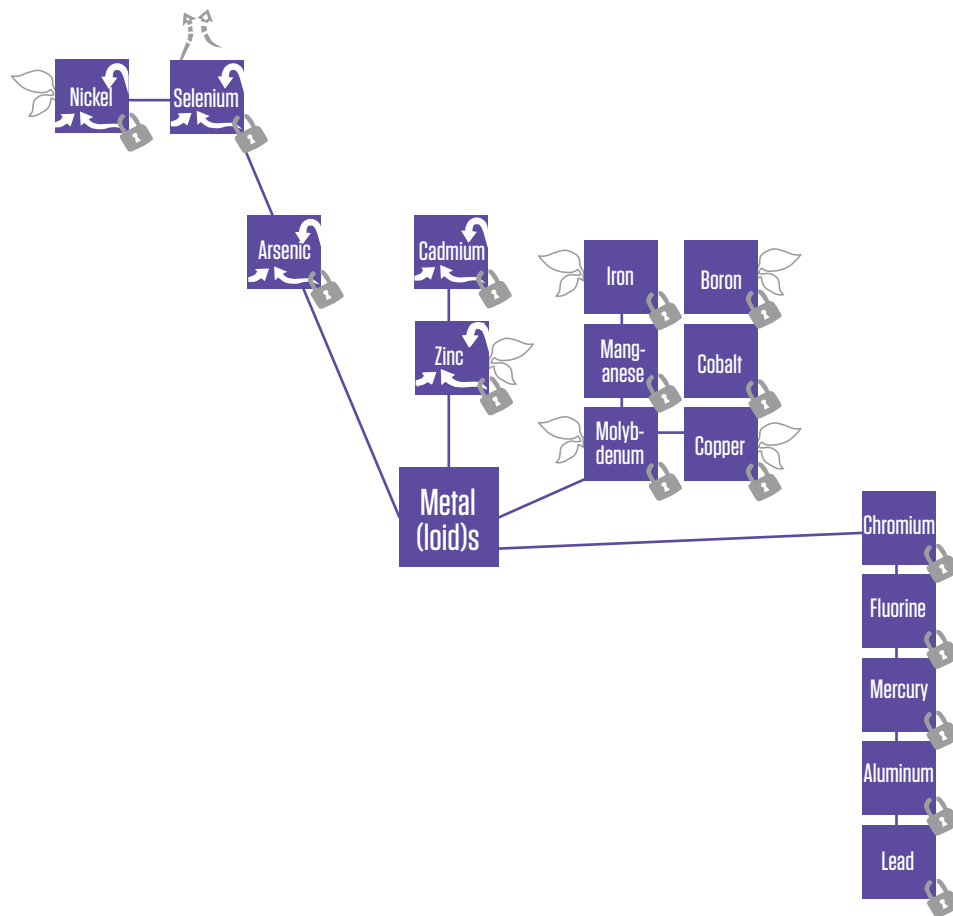 Nickel
Selenium
Arsenic
Cadmium
Zinc
Iron
Boron
Mang-
anese
Cobalt
Molyb-
denum
Copper
Metal
(loid)s
Chromium
Fluorine
Mercury
Aluminum
Lead